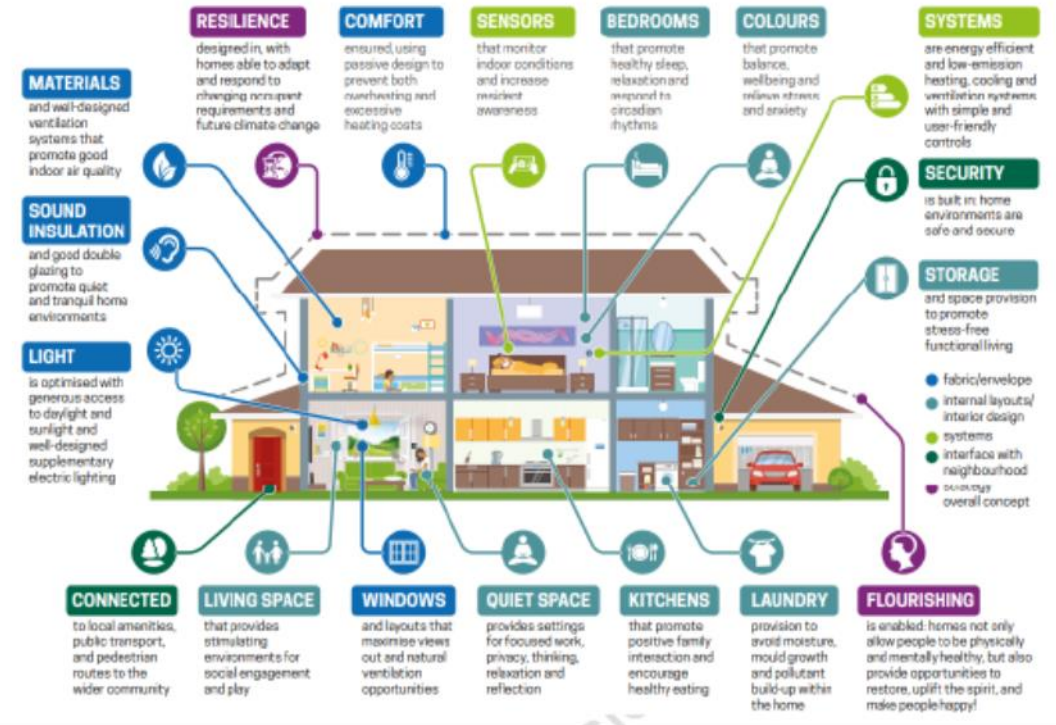 RESILIENCE
designed in, with
homes able to adapt
and respond to
changing occupant
requirements and
future climate change
COMFORT
ensured, using
passive design to
prevent both
overheating and
excessive
heating costs
SENSORS
that monitor
indoor conditions
and increase
resident
awareness
BEDROOMS
that promote
healthy sleep,
relaxation and
respond to
circadian
rhythms
COLOURS
that promote
balance,
wellbeing and
relieve stress
and anxiety
SYSTEMS
are energy efficient
and low-emission
heating, cooling and
ventilation systems
with simple and
user-friendly
controls
MATERIALS
and well-designed
ventilation
systems that
promote good
indoor air quality
SOUND
INSULATION
and good double
glazing to
promote quiet
and tranquil home
environments
LIGHT
is optimised with
generous access
to daylight and
sunlight and
well-designed
supplementary
electric lighting
SECURITY
is built in: home
environments are
safe and secure
STORAGE
and space provision
to promote
stress-free
functional living
fabric/envelope
internal layouts/
interior design
systems
interface with
neighbourhood
strategy
overall concept
CONNECTED
to local amenities,
public transport,
and pedestrian
routes to the
wider community
LIVING SPACE
that provides
stimulating
environments for
social engagement
and play
WINDOWS
and layouts that
maximise views
out and natural
ventilation
opportunities
QUIET SPACE
provides settings
for focused work,
privacy, thinking,
relaxation and
reflection
KITCHENS
that promote
positive family
interaction and
encourage
healthy eating
LAUNDRY
provision to
avoid moisture,
mould growth
and pollutant
build-up within
the home
FLOURISHING
is enabled: homes not only
allow people to be physically
and mentally healthy, but also
provide opportunities to
restore, uplift the spirit, and
make people happy!